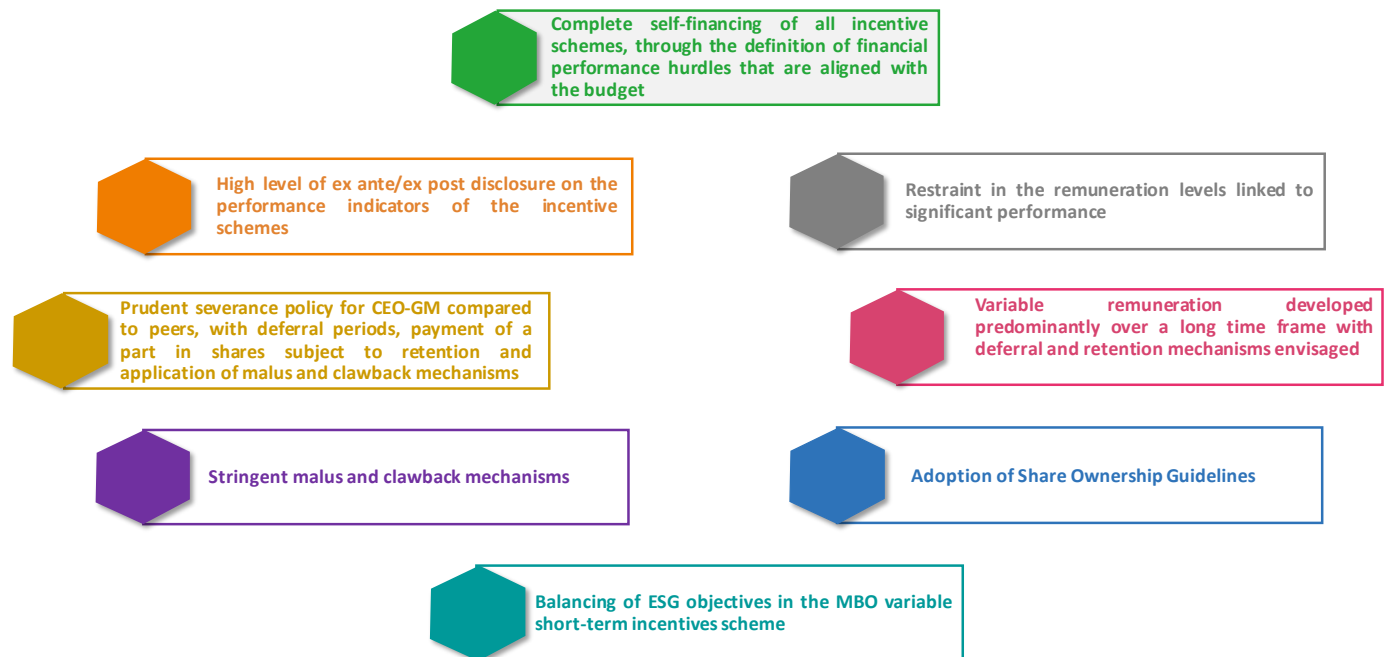 Complete self-financing of all incentive
schemes, through the definition of financial
performance hurdles that are aligned with
the budget
High level of ex ante/ex post disclosure on the
performance indicators of the incentive
schemes
Restraint in the remuneration levels linked to
significant performance
Prudent severance policy for CEO-GM compared
to peers, with deferral periods, payment of a
part in shares subject to retention and
application of malus and clawback mechanisms
Variable remuneration developed
predominantly over a long time frame with
deferral and retention mechanisms envisaged
Stringent malus and clawback mechanisms
Adoption of Share Ownership Guidelines
Balancing of ESG objectives in the MBO variable
short-term incentives scheme